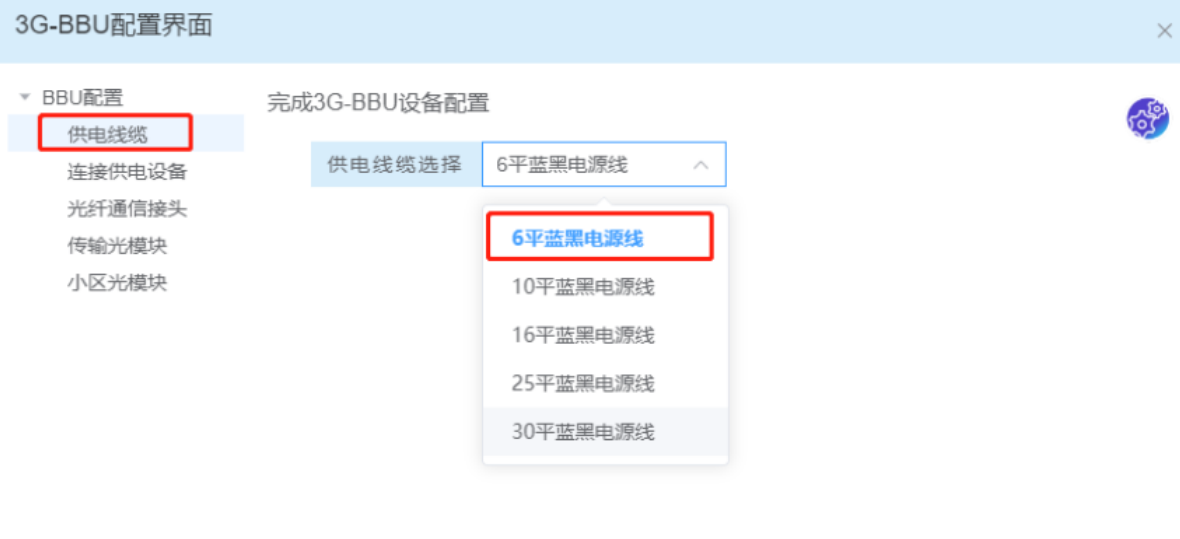 3G-BBU配置界面
BBU配置
供电线缆
连接供电设备
光纤通信接头
传输光模块
小区光模块
完成3G-BBU设备配置
供电线缆选择 6平蓝黑电源线
6平蓝黑电源线
10平蓝黑电源线
16平蓝黑电源线
25平蓝黑电源线
30平蓝黑电源线